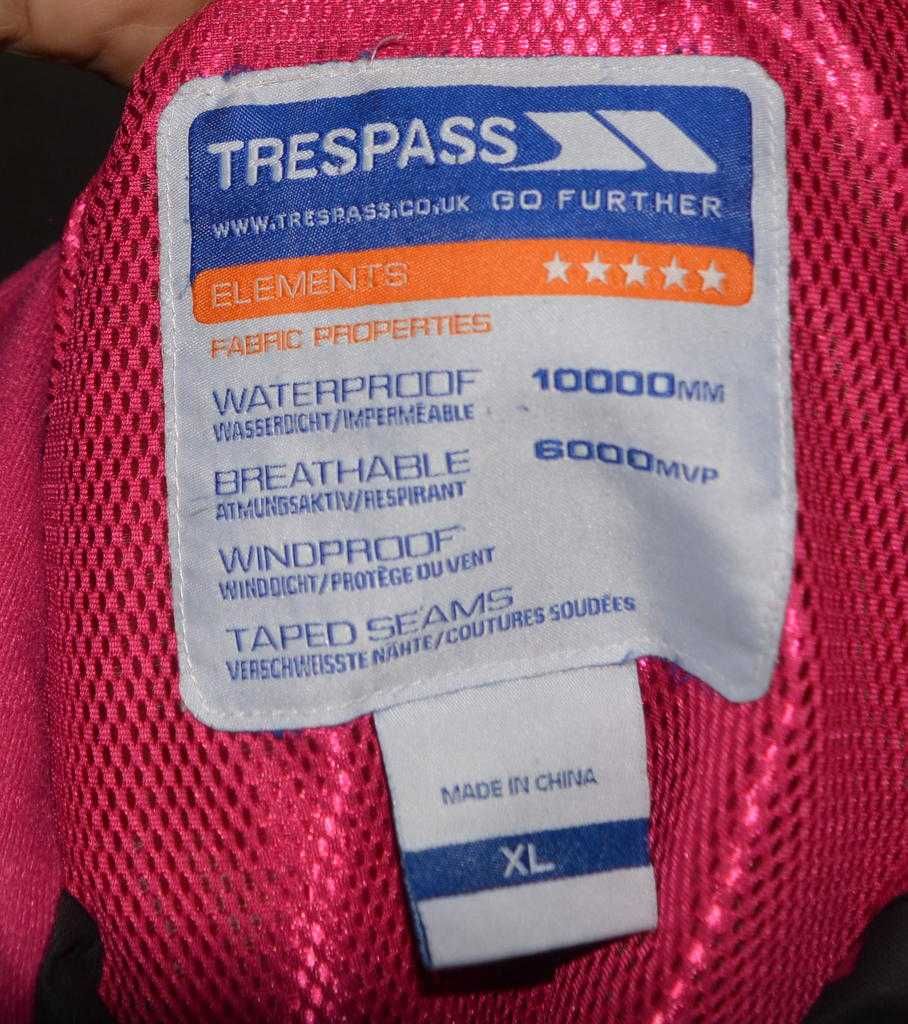 TRESPASS
WWW.TRESPASS.CO.UK GO FURTHER
ELEMENTS
FABRIC PROPERTIES
WATERPROOF 10000MM
WASSERDICHT/IMPERMÉABLE
BREATHABLE 6000MVP
ATMUNGSAKTIV/RESPIRANT
WINDPROOF
WINDDICHT/PROTÈGE DU VENT
TAPED SEAMS
VERSCHWEISSTE NÄHTE/COUTURES SOUDÉES
MADE IN CHINA
XL